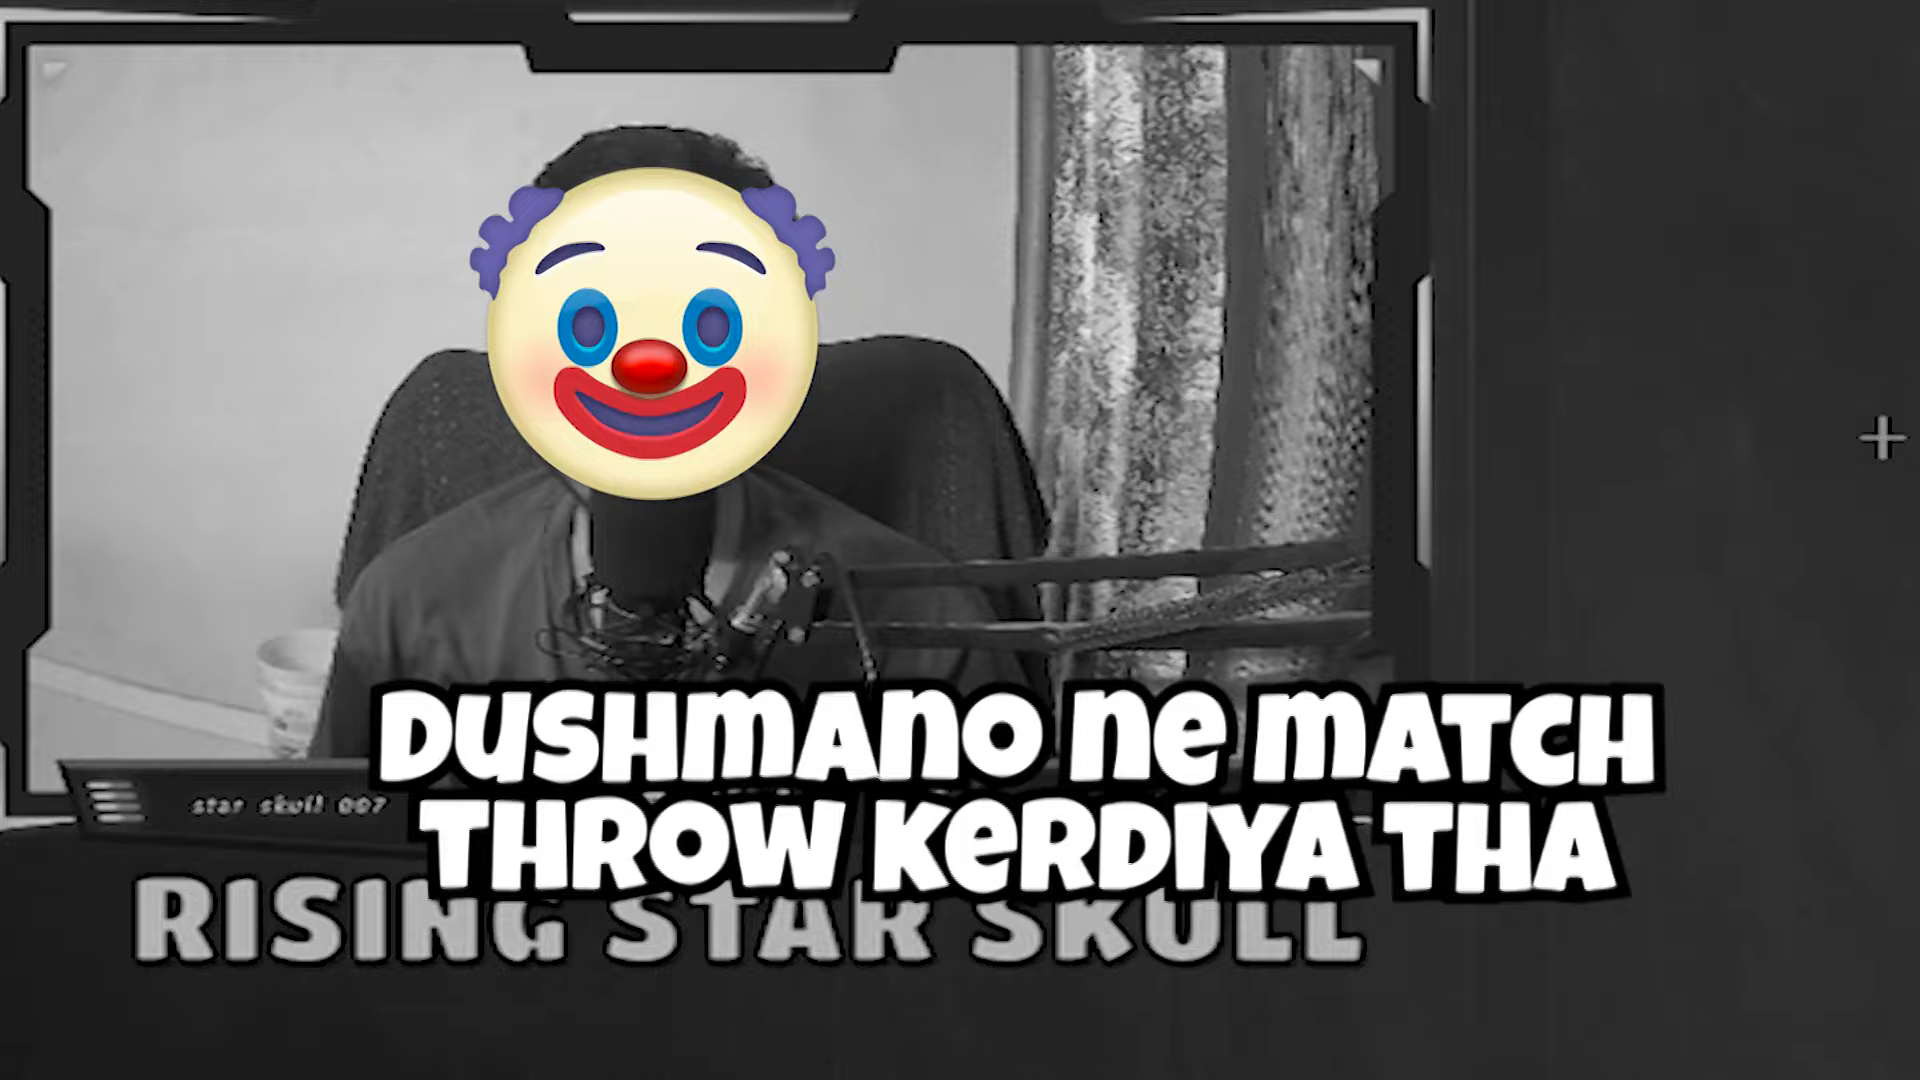 DUSHMANO NE MATCH
THROW KERDIYA THA
star skull 007
RISING STAR SKULL